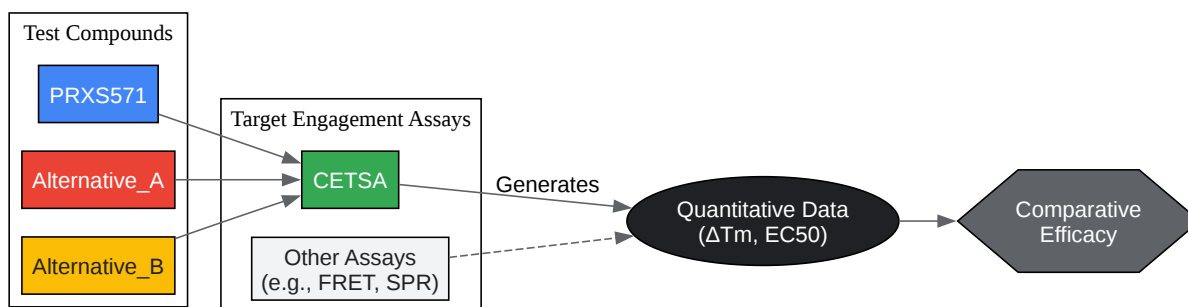 Test Compounds
PRXS571
Alternative_A
Alternative_B
Target Engagement Assays
CETSA
Other Assays
(e.g., FRET, SPR)
Generates
Quantitative Data
(ΔTm, EC50)
Comparative
Efficacy